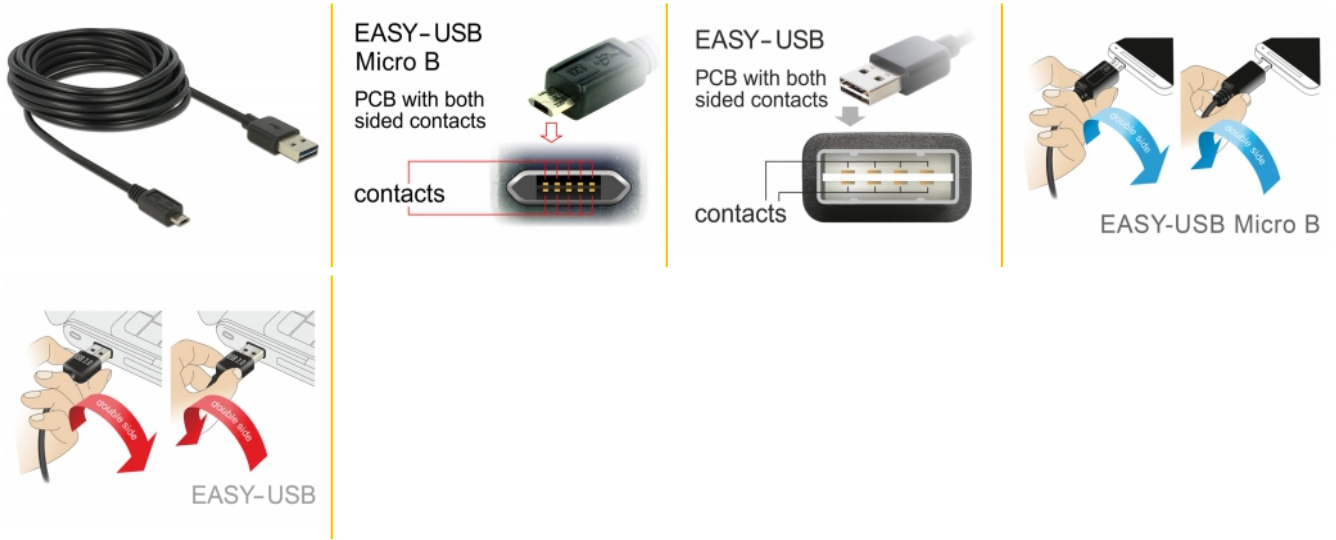 EASY-USB
Micro B
PCB with both
sided contacts
contacts
EASY-USB
PCB with both
sided contacts
contacts
double side
double side
EASY-USB Micro B
double side
double side
EASY-USB